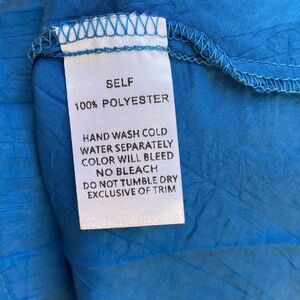 SELF
100% POLYESTER
HAND WASH COLD
WATER SEPARATELY
COLOR WILL BLEED
NO BLEACH
DO NOT TUMBLE DRY
EXCLUSIVE OF TRIM